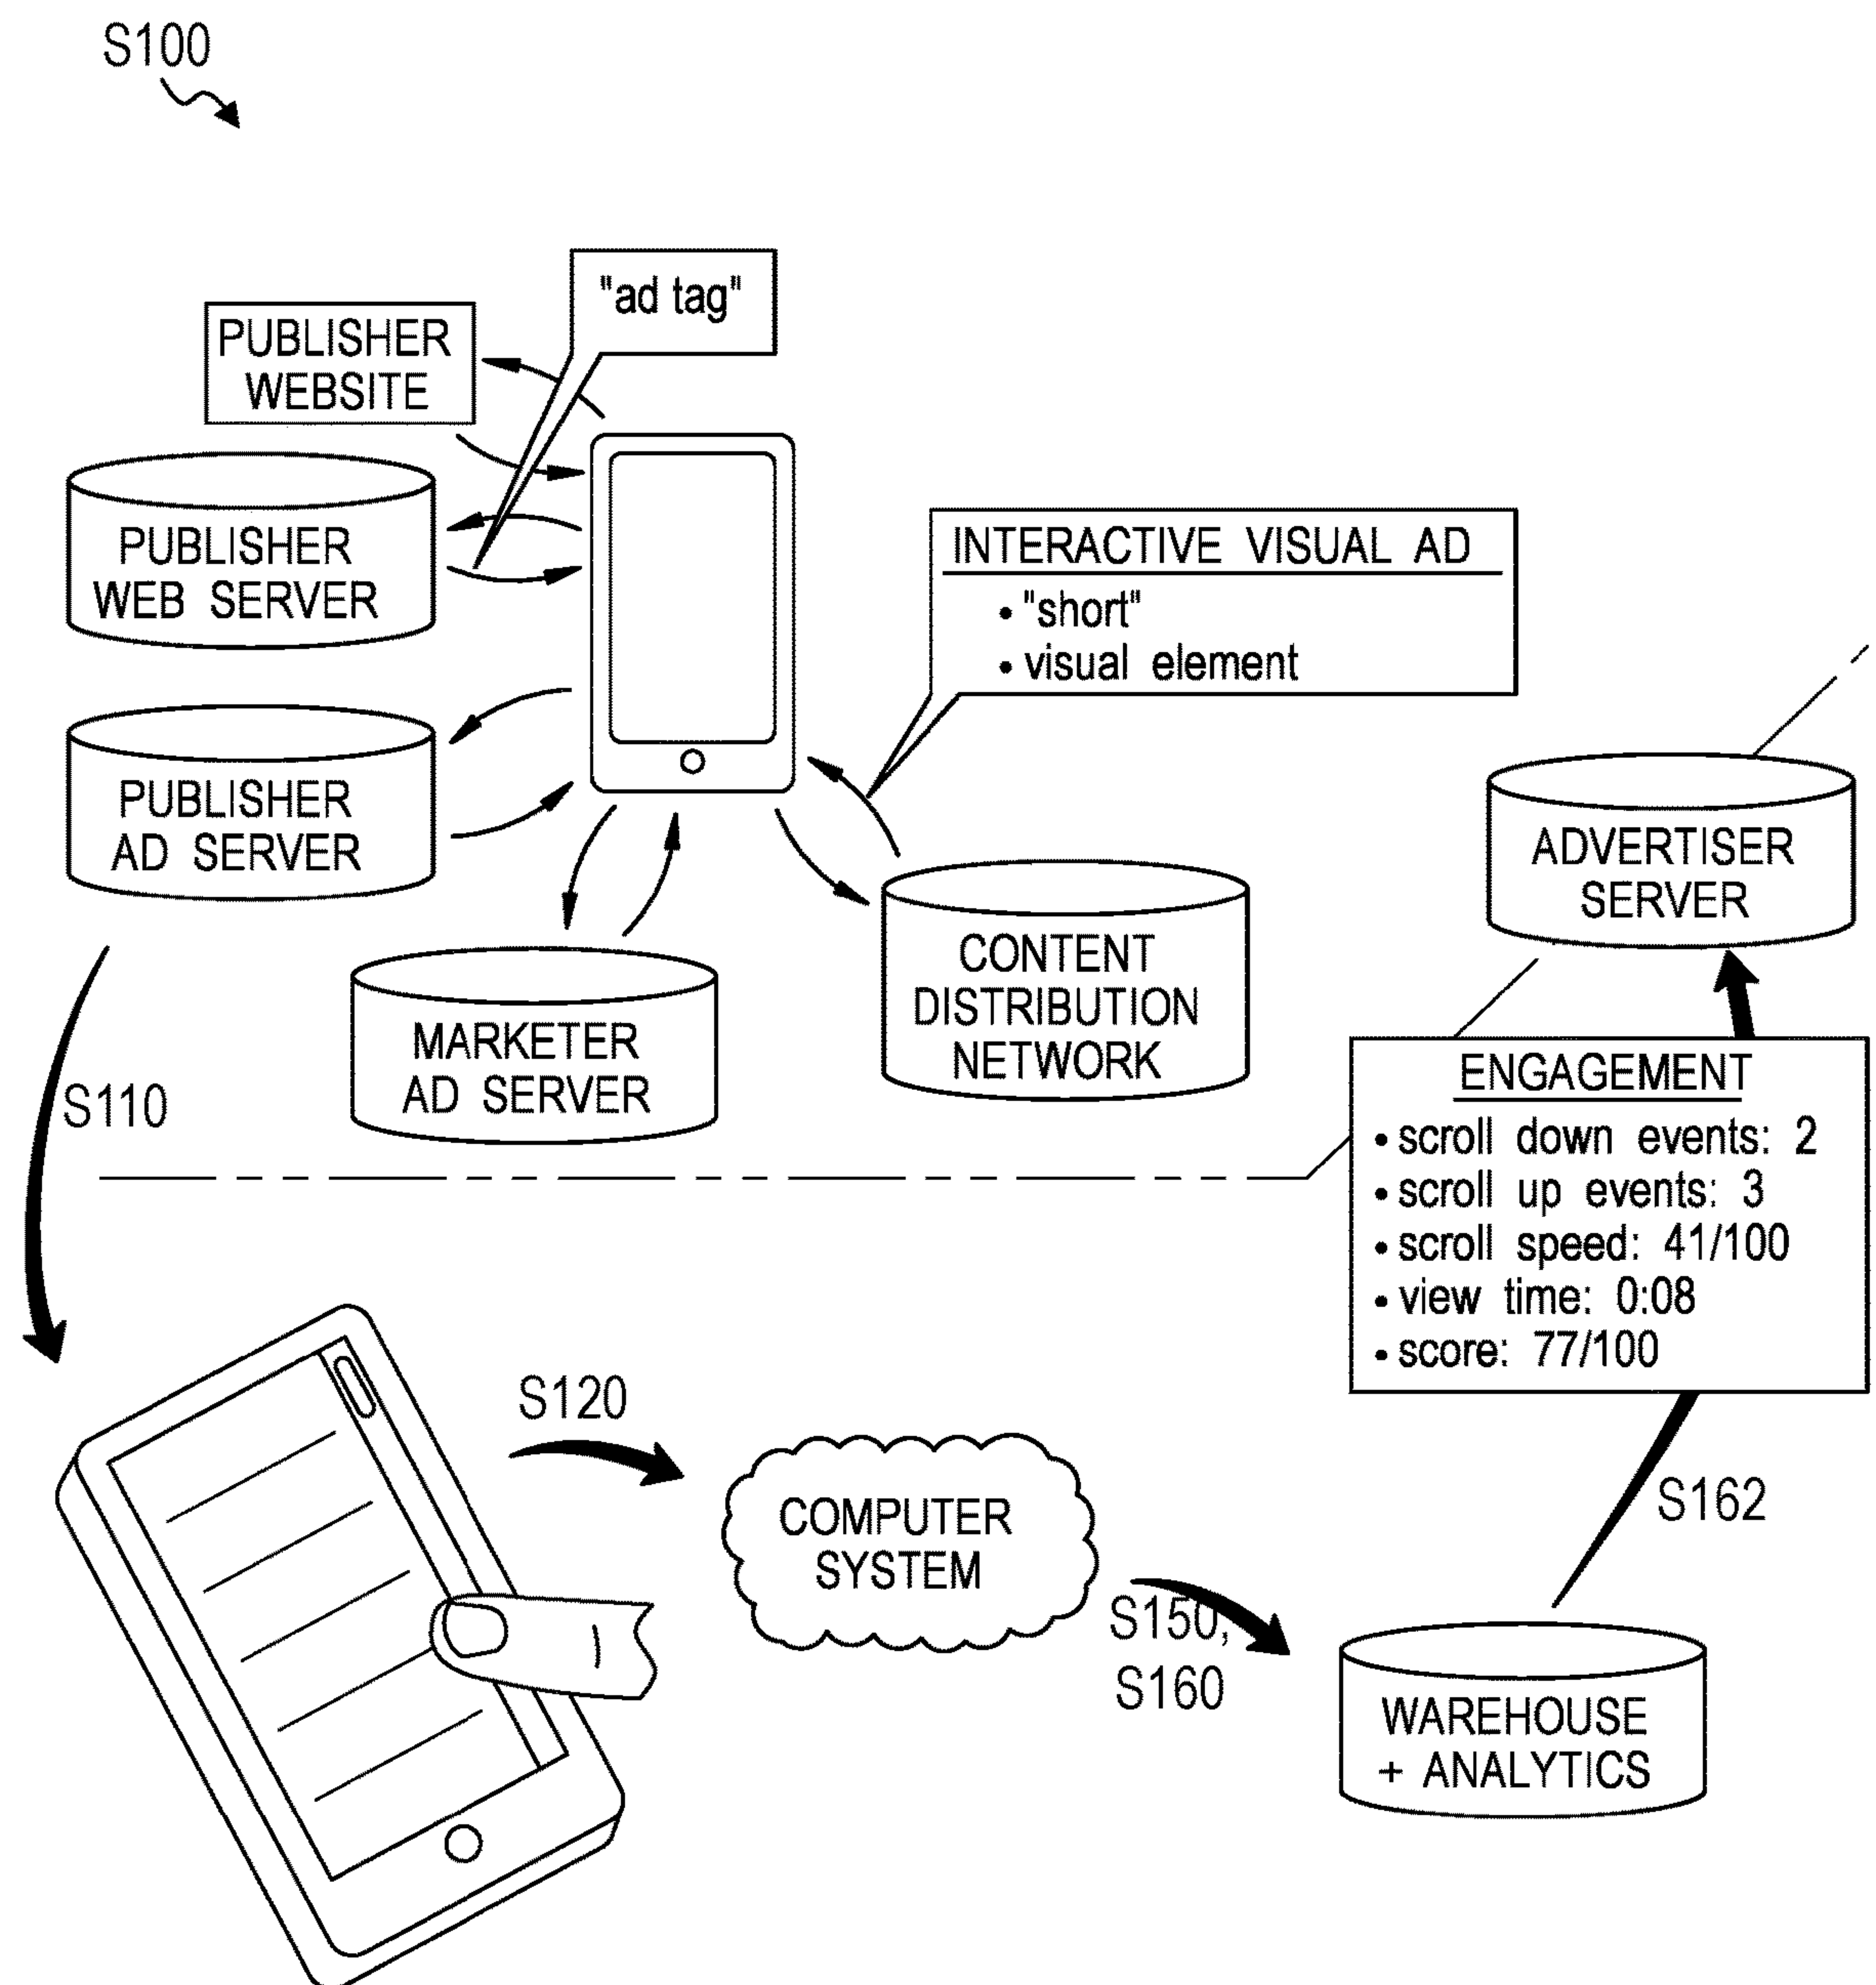 S100
"ad tag"
PUBLISHER
WEBSITE
PUBLISHER
WEB SERVER
INTERACTIVE VISUAL AD
• "short"
• visual element
PUBLISHER
AD SERVER
ADVERTISER
SERVER
CONTENT
DISTRIBUTION
NETWORK
MARKETER
AD SERVER
S110
ENGAGEMENT
• scroll down events: 2
• scroll up events: 3
• scroll speed: 41/100
• view time: 0:08
• score: 77/100
S120
COMPUTER
SYSTEM
S162
S150,
S160
WAREHOUSE
+ ANALYTICS